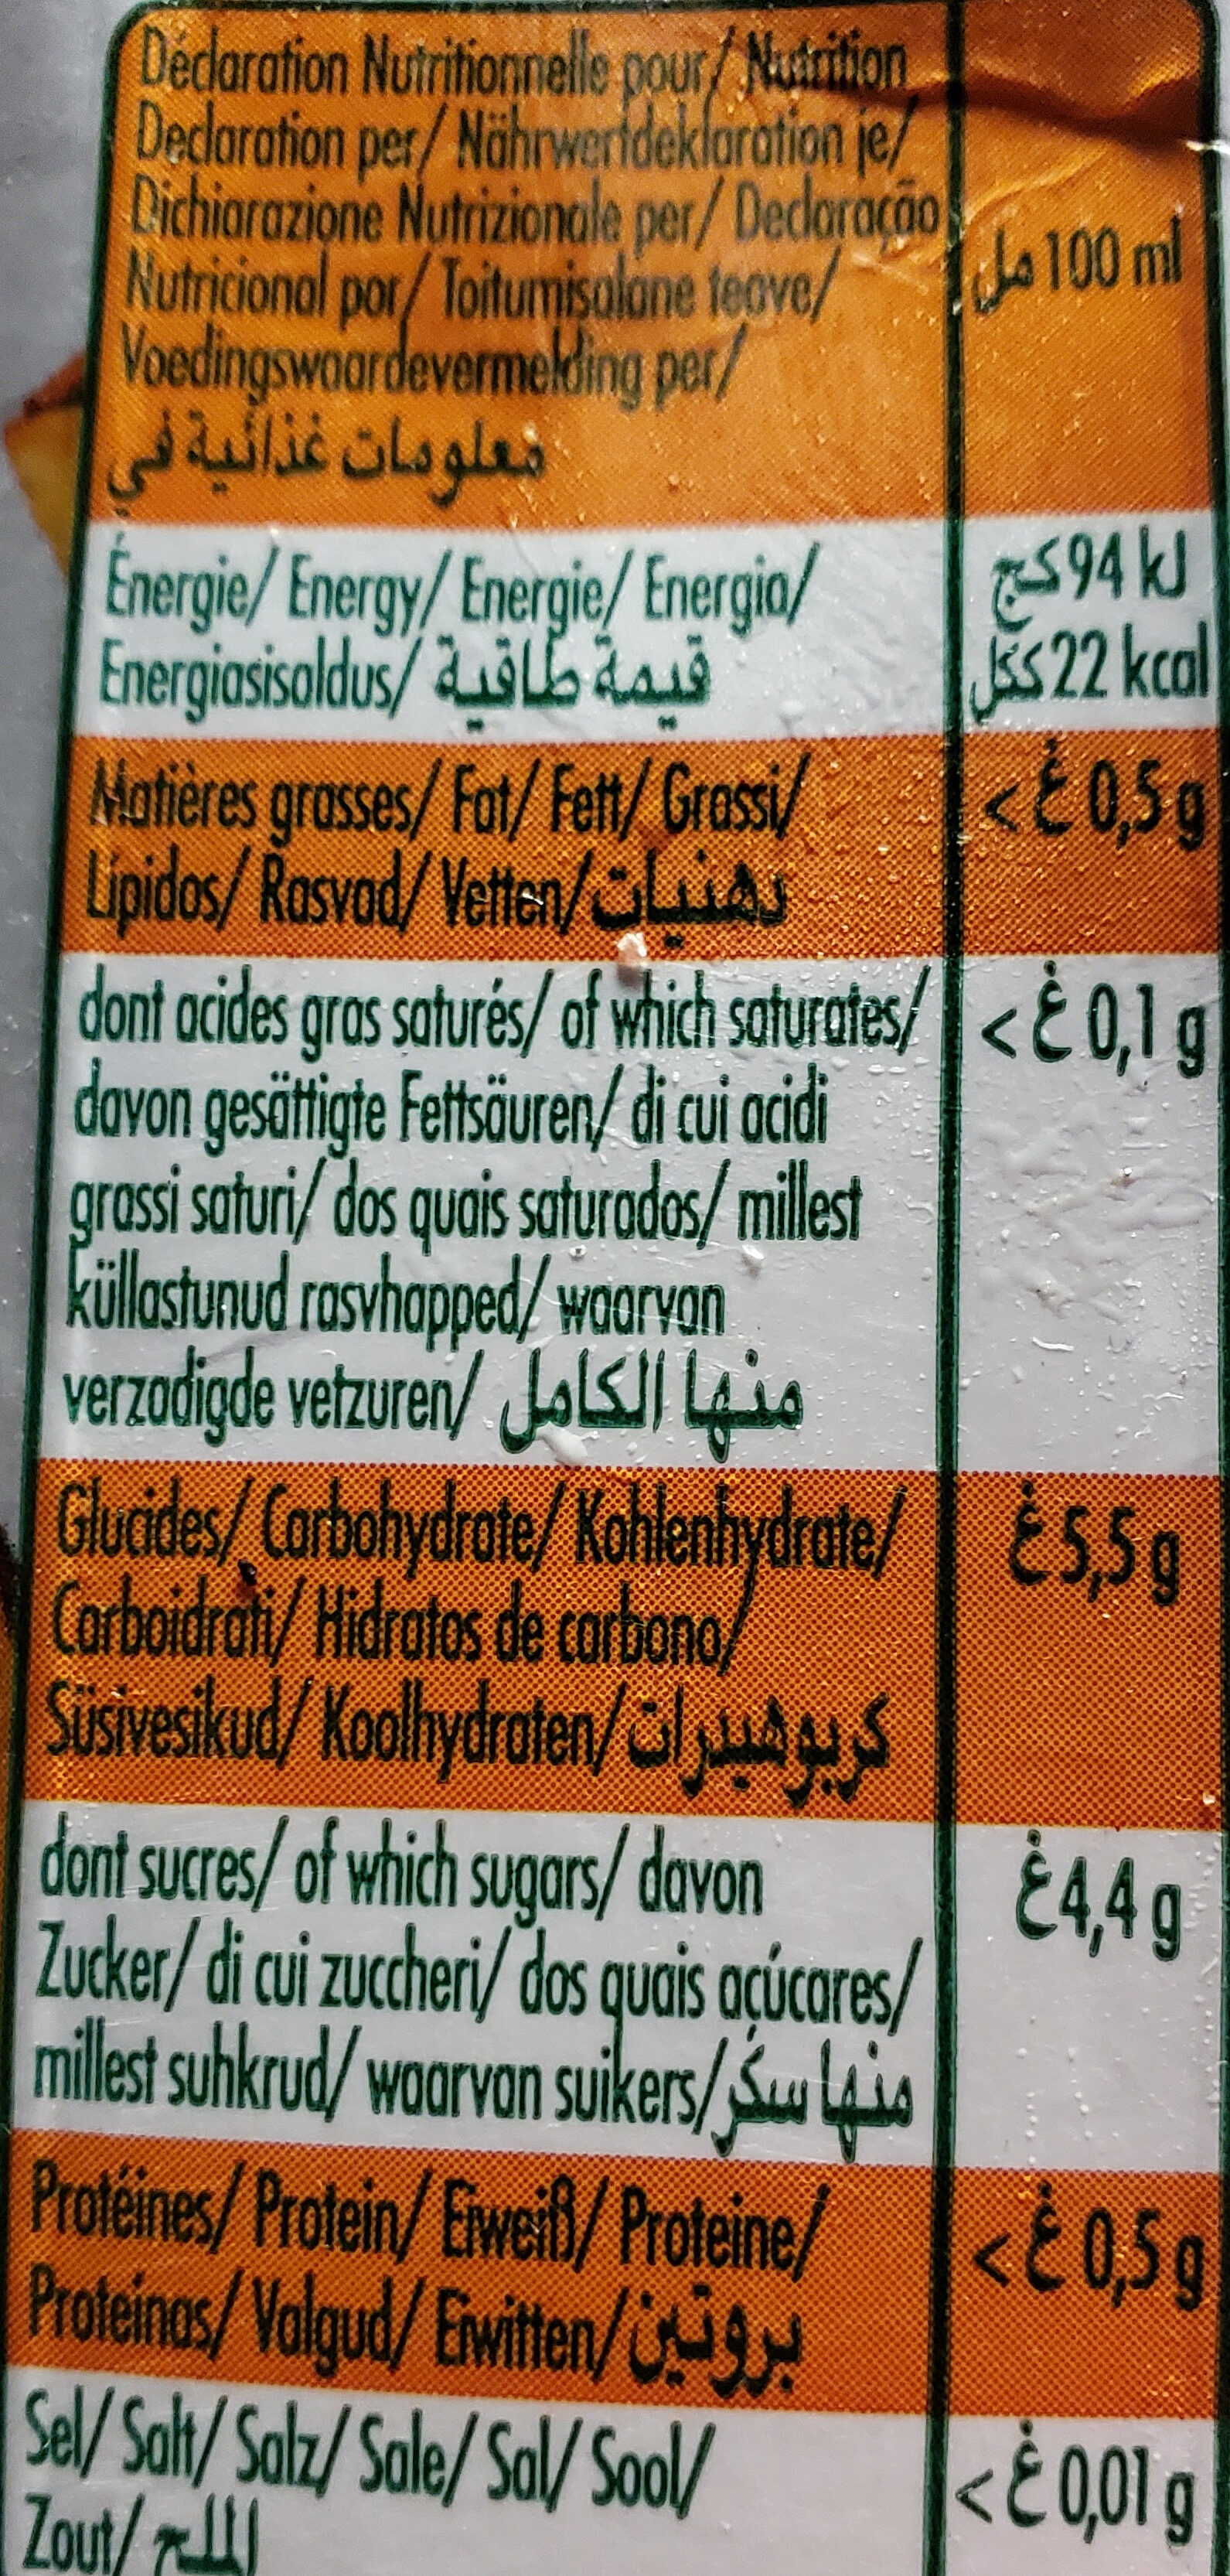 Déclaration Nutritionnelle pour/ Nutrition
Declaration per/ Nährwertdeklaration je/
Dichiarazione Nutrizionale per/ Declaração
Nutricional por/ Toitumisalane teave/
Voedingswaardevermelding per/
معلومات غذائية في
100 ml مل
Énergie/ Energy/ Energie/ Energia/
Energiasisaldus/ قيمة طاقية
94 kJ كج
22 kcal ككل
Matières grasses/ Fat/ Fett/ Grassi/
Lípidos/ Rasvad/ Vetten/ دهنيات
< غ 0,5 g
dont acides gras saturés/ of which saturates/
davon gesättigte Fettsäuren/ di cui acidi
grassi saturi/ dos quais saturados/ millest
küllastunud rasvhapped/ waarvan
verzadigde vetzuren/ منها الكامل
< غ 0,1 g
Glucides/ Carbohydrate/ Kohlenhydrate/
Carboidrati/ Hidratos de carbono/
Süsivesikud/ Koolhydraten/ كربوهيدرات
غ 5,5 g
dont sucres/ of which sugars/ davon
Zucker/ di cui zuccheri/ dos quais açúcares/
millest suhkrud/ waarvan suikers/ منها سكر
غ 4,4 g
Protéines/ Protein/ Eiweiß/ Proteine/
Proteínas/ Valgud/ Eiwitten/ بروتين
< غ 0,5 g
Sel/ Salt/ Salz/ Sale/ Sal/ Sool/
Zout/ الملح
< غ 0,01 g